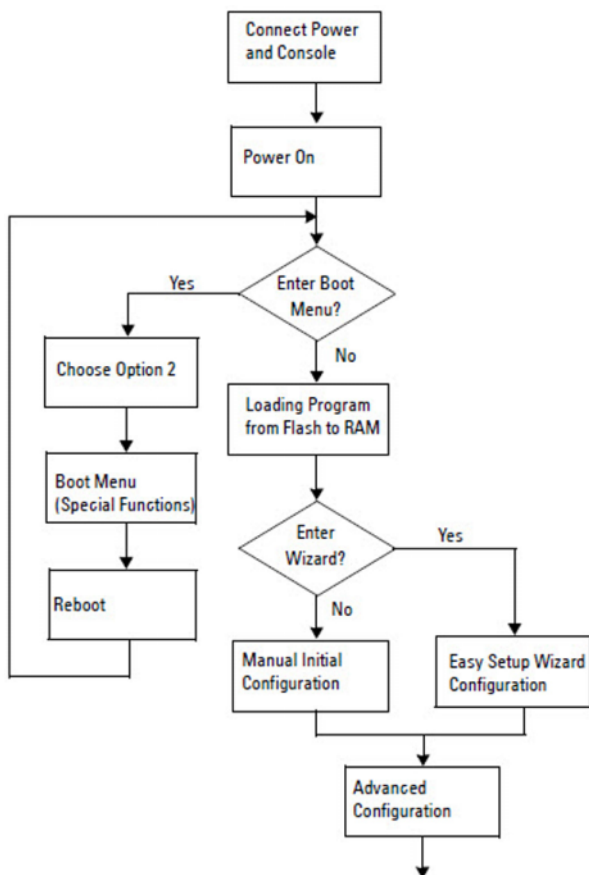 Connect Power
and Console
Power On
Enter Boot
Menu?
Yes
No
Choose Option 2
Loading Program
from Flash to RAM
Boot Menu
(Special Functions)
Enter
Wizard?
Yes
No
Reboot
Manual Initial
Configuration
Easy Setup Wizard
Configuration
Advanced
Configuration